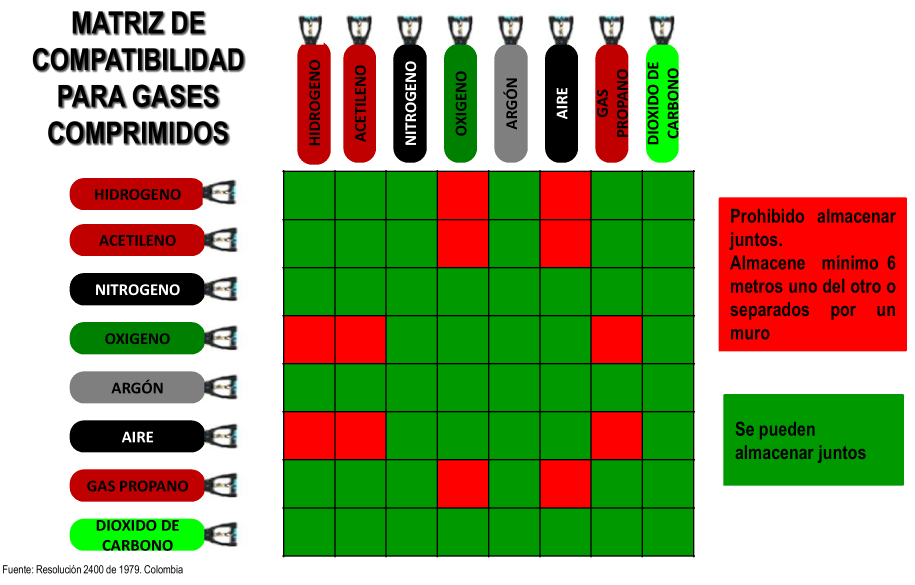 MATRIZ DE
COMPATIBILIDAD
PARA GASES
COMPRIMIDOS
HIDROGENO
ACETILENO
NITROGENO
OXIGENO
ARGÓN
AIRE
GAS
PROPANO
DIOXIDO DE
CARBONO
HIDROGENO
ACETILENO
NITROGENO
OXIGENO
ARGÓN
AIRE
GAS PROPANO
DIOXIDO DE
CARBONO
Prohibido almacenar
juntos.
Almacene minimo 6
metros uno del otro o
separados por un
muro
Se pueden
almacenar juntos
Fuente: Resolución 2400 de 1979. Colombia